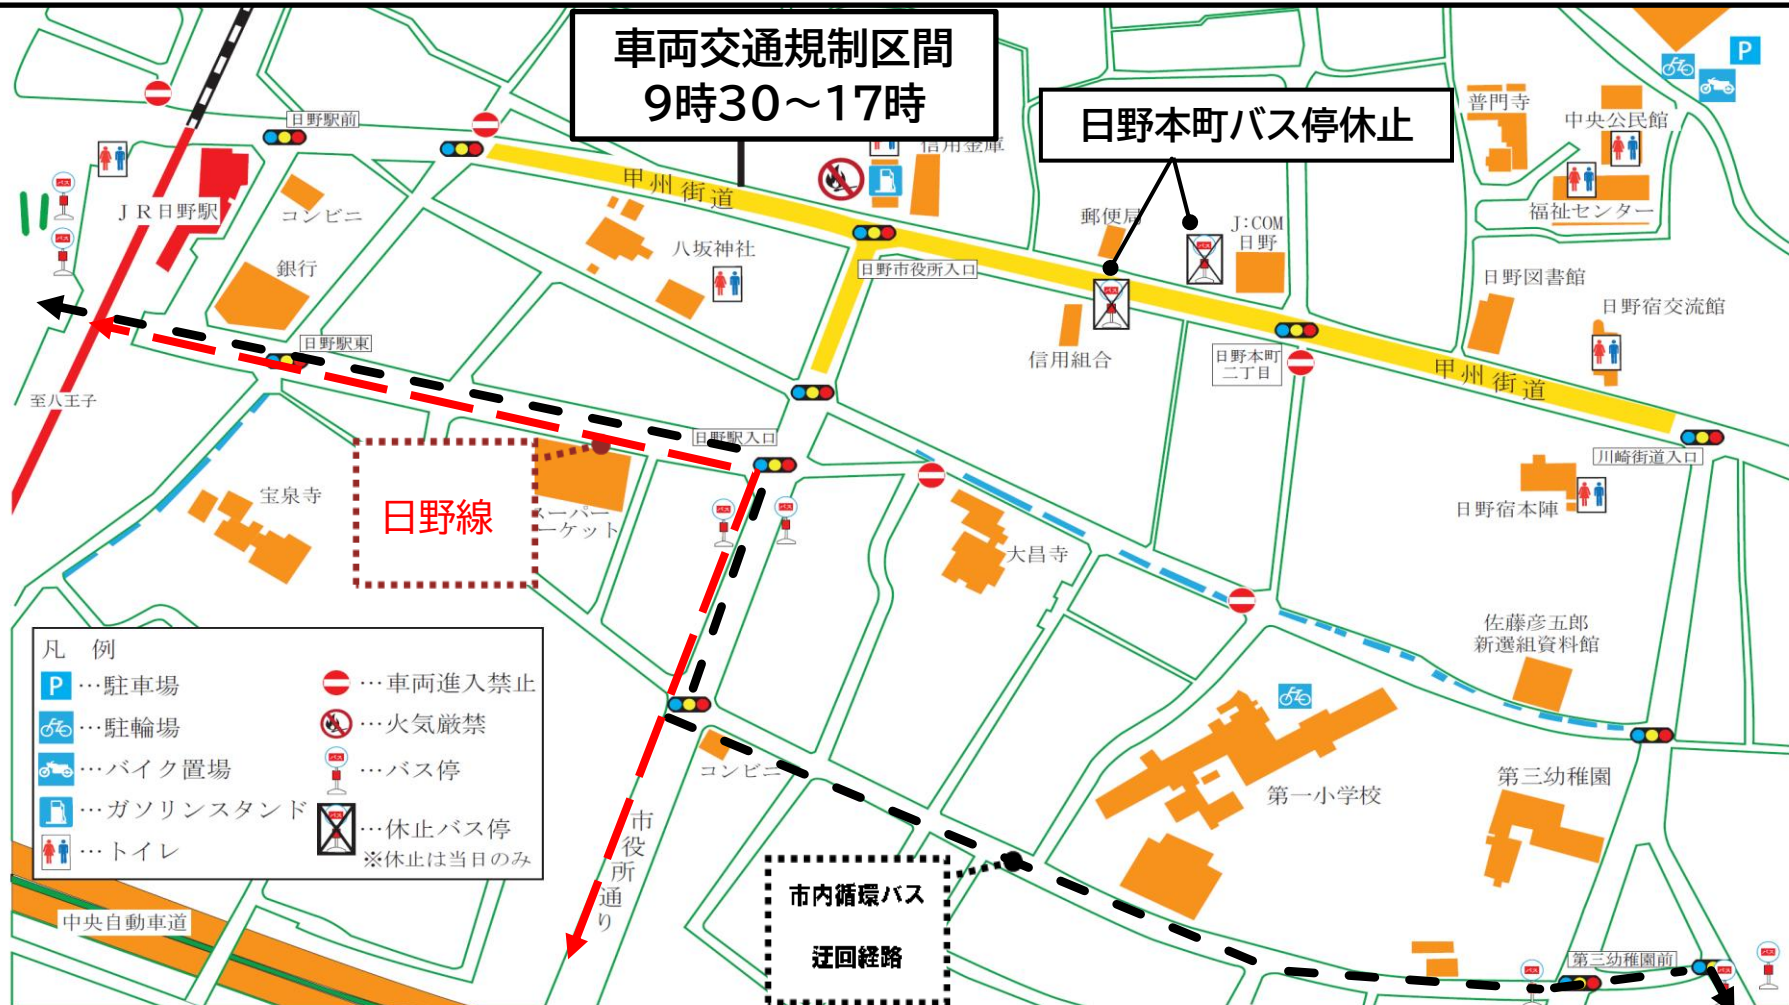 車両交通規制区間
9時30～17時
日野本町バス停休止
P
普門寺
中央公民館
日野駅前
信用金庫
JR日野駅
コンビニ
甲州街道
郵便局
J:COM
日野
福祉センター
八坂神社
銀行
日野市役所入口
日野図書館
日野宿交流館
日野駅東
信用組合
日野本町
二丁目
甲州街道
至八王子
日野駅入口
川崎街道入口
宝泉寺
日野線
スーパー
ーケット
日野宿本陣
大昌寺
佐藤彦五郎
新選組資料館
凡例
P…駐車場
…車両進入禁止
…駐輪場
…火気厳禁
…バイク置場
…バス停
…ガソリンスタンド
…休止バス停
…トイレ
※休止は当日のみ
コンビニ
第一小学校
第三幼稚園
市役所通り
市内循環バス
迂回経路
中央自動車道
第三幼稚園前